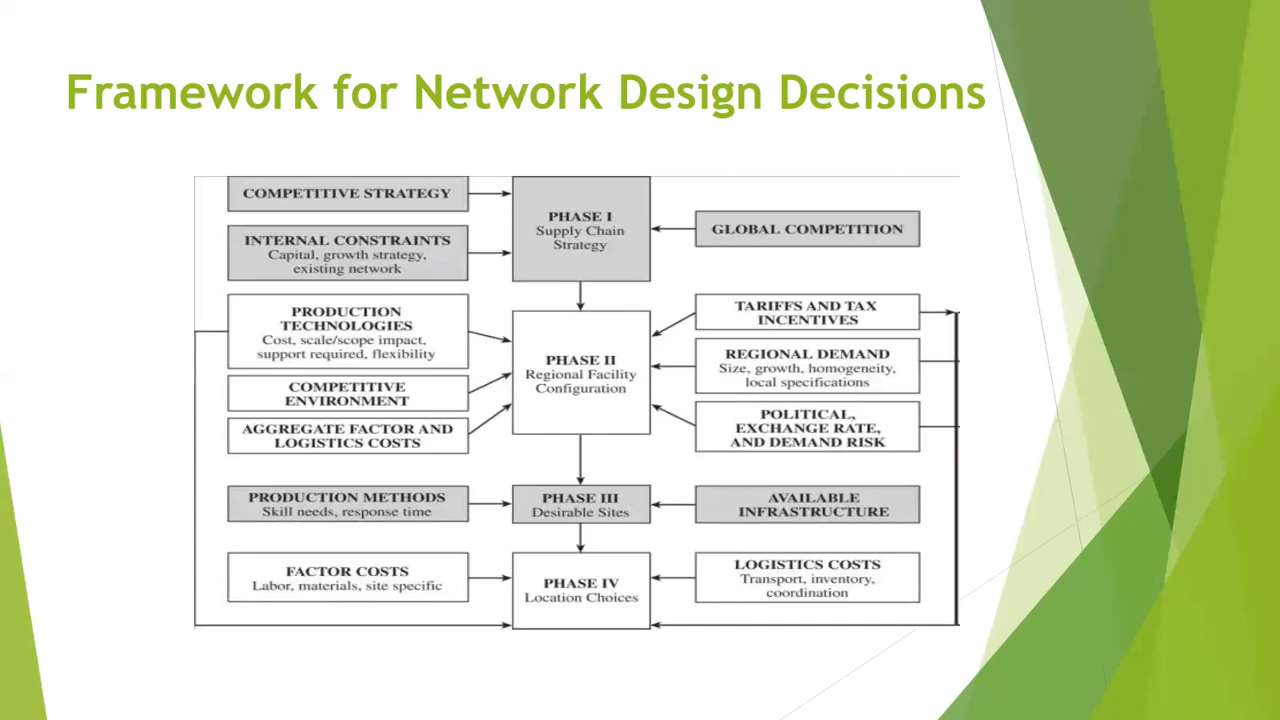 Framework for Network Design Decisions
COMPETITIVE STRATEGY
INTERNAL CONSTRAINTS
Capital, growth strategy,
existing network
PHASE I
Supply Chain
Strategy
GLOBAL COMPETITION
PRODUCTION
TECHNOLOGIES
Cost, scale/scope impact,
support required, flexibility
COMPETITIVE
ENVIRONMENT
AGGREGATE FACTOR AND
LOGISTICS COSTS
PHASE II
Regional Facility
Configuration
TARIFFS AND TAX
INCENTIVES
REGIONAL DEMAND
Size, growth, homogeneity,
local specifications
POLITICAL,
EXCHANGE RATE,
AND DEMAND RISK
PRODUCTION METHODS
Skill needs, response time
PHASE III
Desirable Sites
AVAILABLE
INFRASTRUCTURE
FACTOR COSTS
Labor, materials, site specific
PHASE IV
Location Choices
LOGISTICS COSTS
Transport, inventory,
coordination